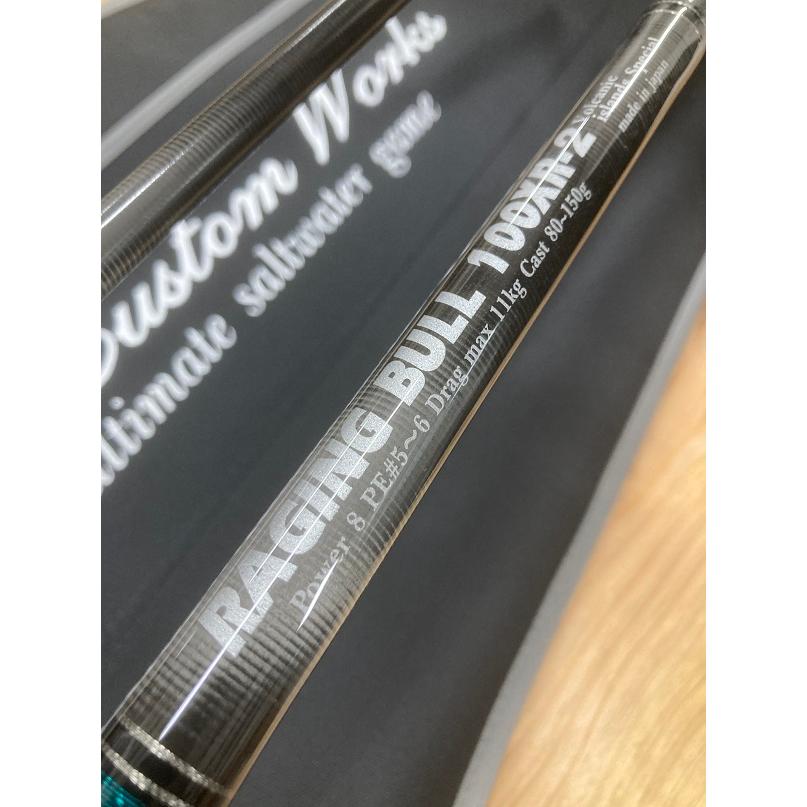 Custom Works
ultimate saltwater game
RAGING BULL 100XR-2
Volcanic
islands Special
made in japan
Power 8 PE#5～6 Drag max 11kg Cast 80~150g